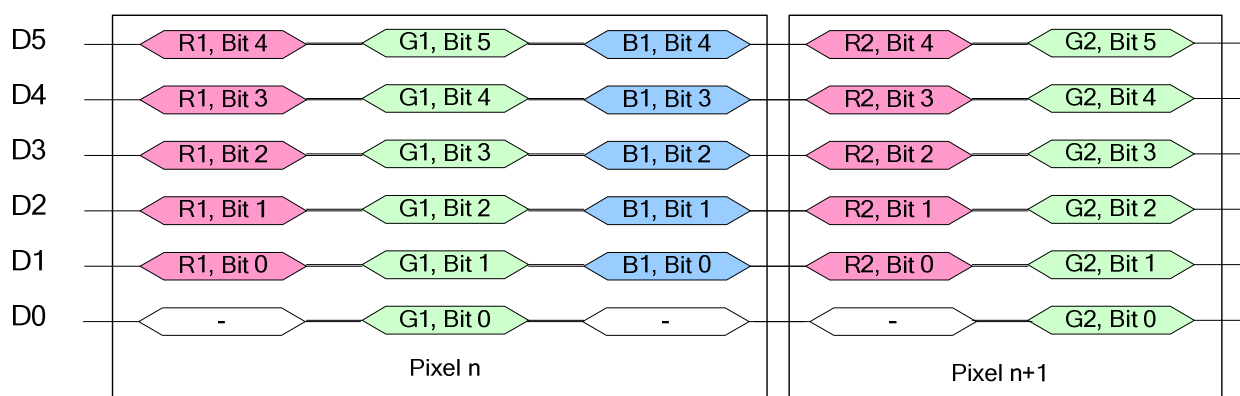 D5 R1, Bit 4 G1, Bit 5 B1, Bit 4 R2, Bit 4 G2, Bit 5
D4 R1, Bit 3 G1, Bit 4 B1, Bit 3 R2, Bit 3 G2, Bit 4
D3 R1, Bit 2 G1, Bit 3 B1, Bit 2 R2, Bit 2 G2, Bit 3
D2 R1, Bit 1 G1, Bit 2 B1, Bit 1 R2, Bit 1 G2, Bit 2
D1 R1, Bit 0 G1, Bit 1 B1, Bit 0 R2, Bit 0 G2, Bit 1
D0 - G1, Bit 0 - - G2, Bit 0
Pixel n Pixel n+1